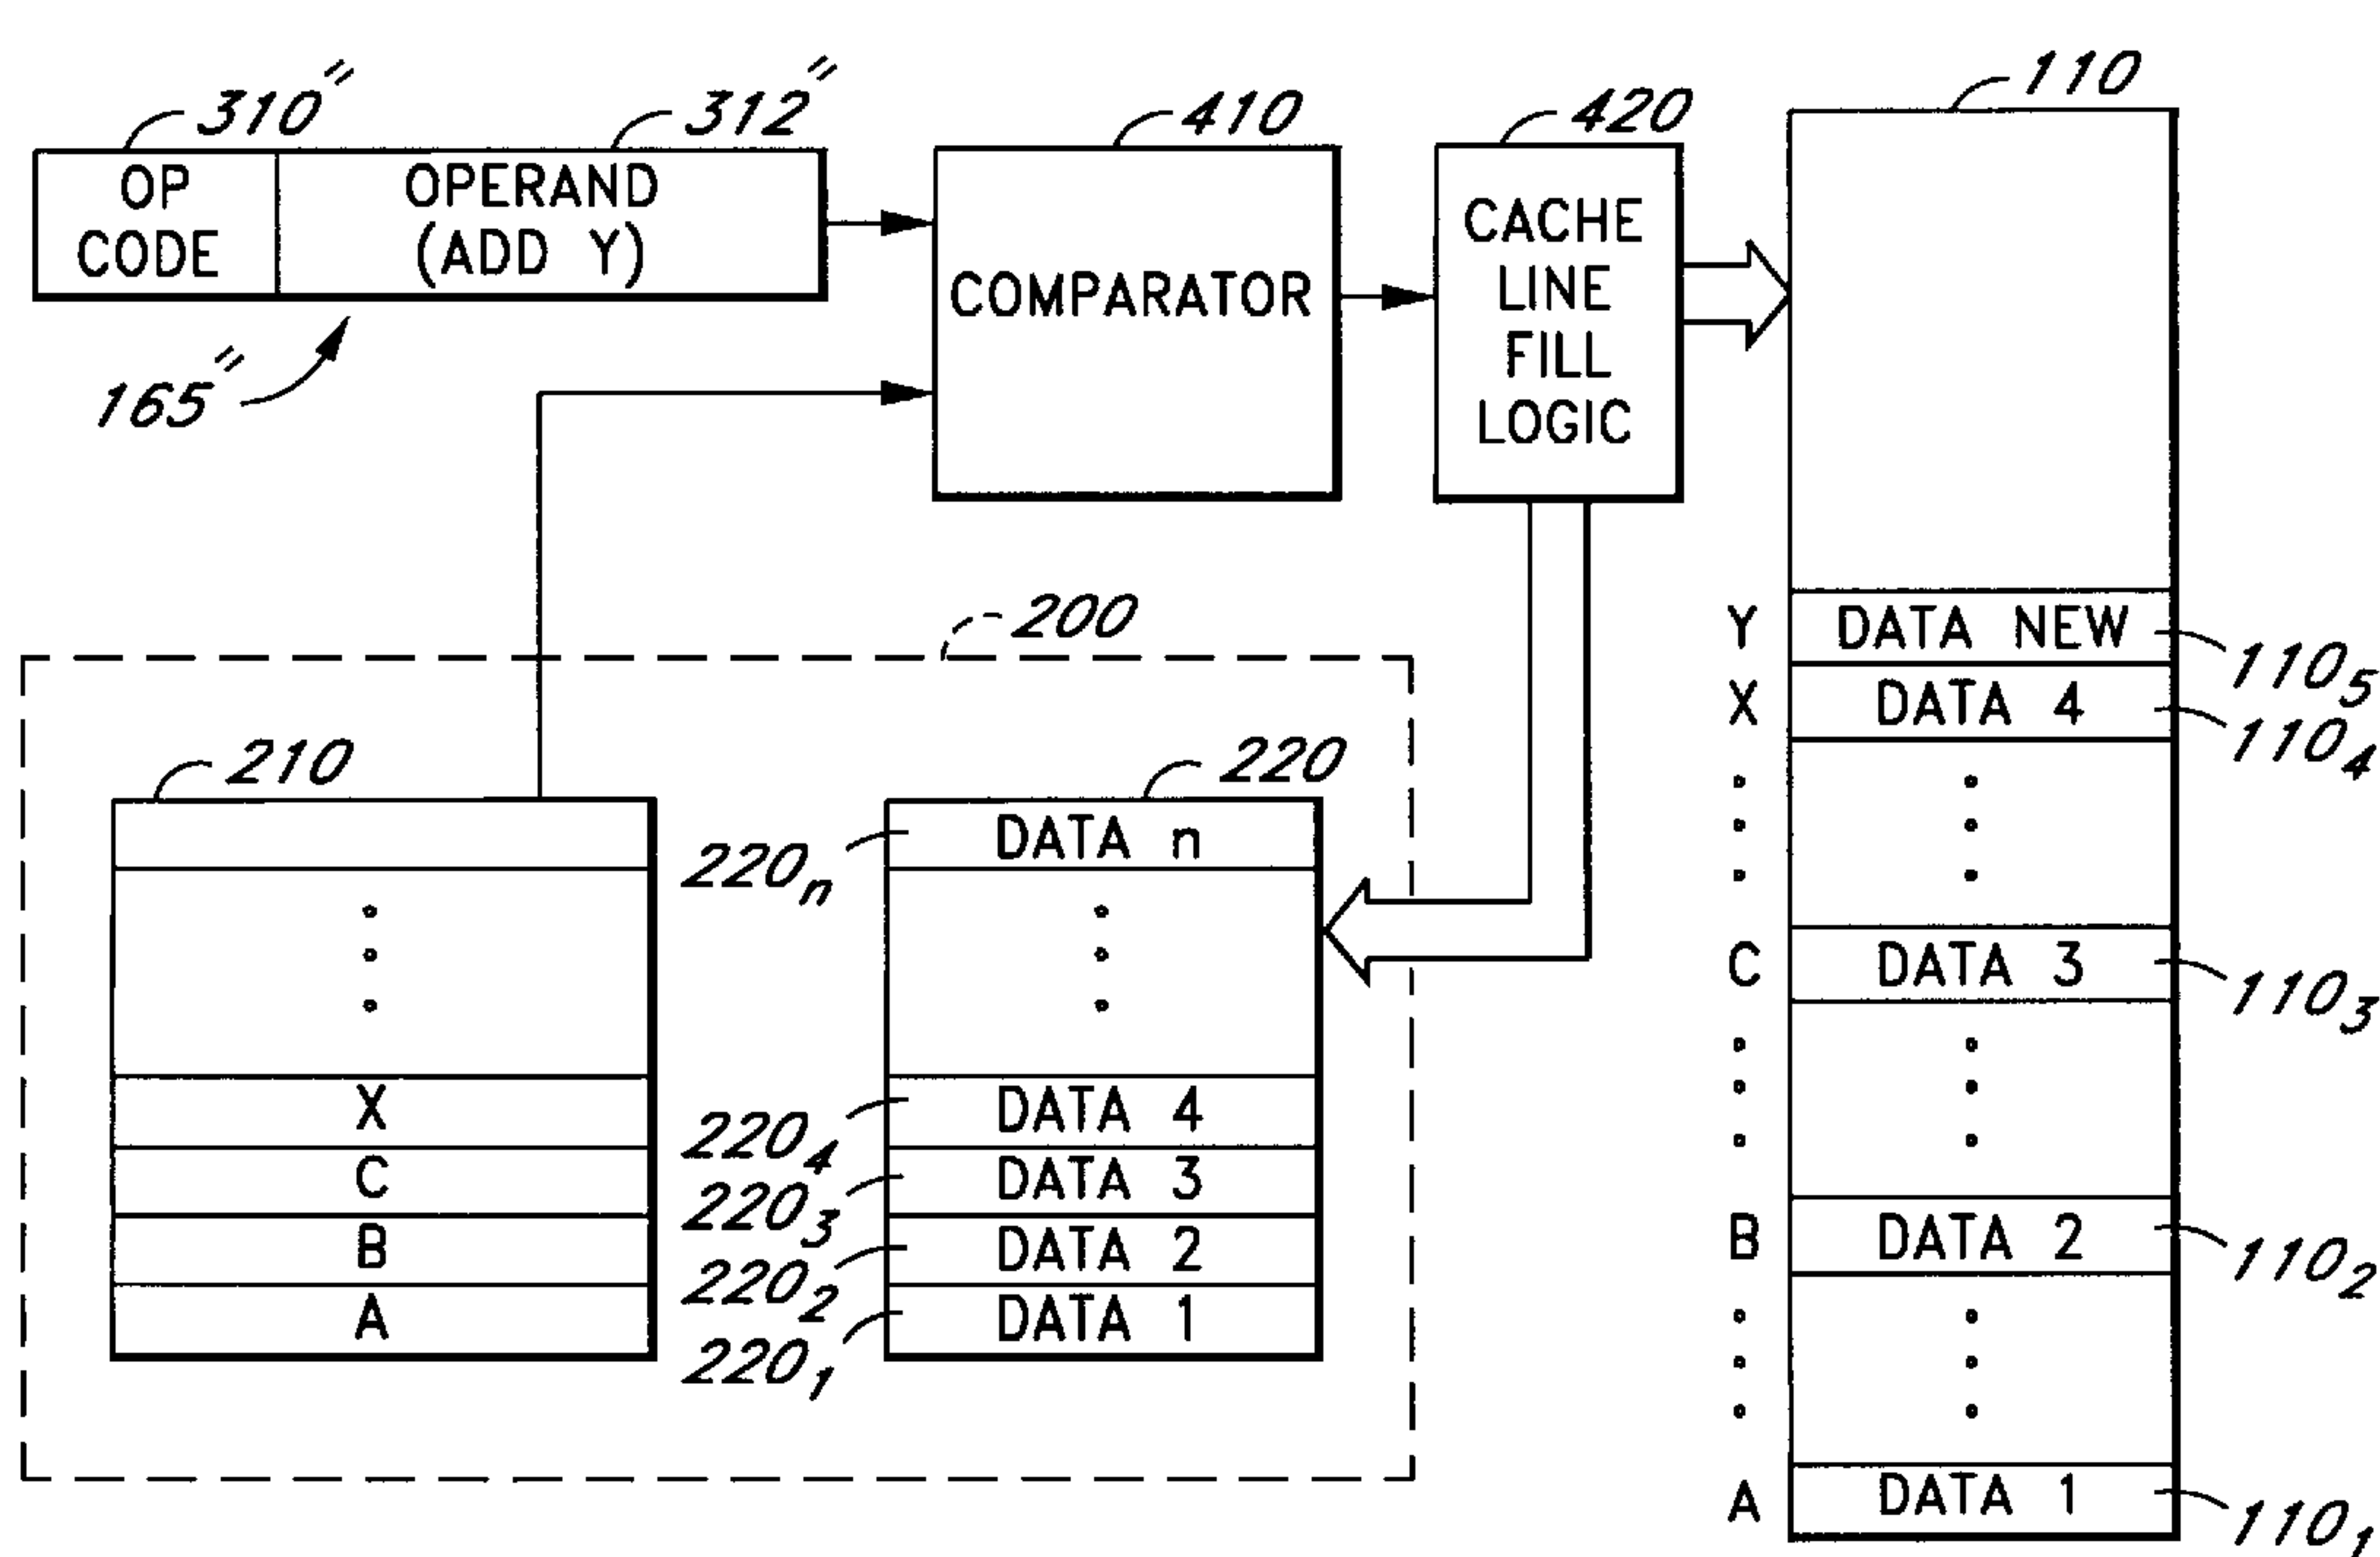 310"
312"
410
420
110
OP
CODE
OPERAND
(ADD Y)
165"
COMPARATOR
CACHE
LINE
FILL
LOGIC
200
210
X
C
B
A
220
DATA n
220n
DATA 4
2204
DATA 3
2203
DATA 2
2202
DATA 1
2201
Y DATA NEW 1105
X DATA 4 1104
C DATA 3 1103
B DATA 2 1102
A DATA 1 1101